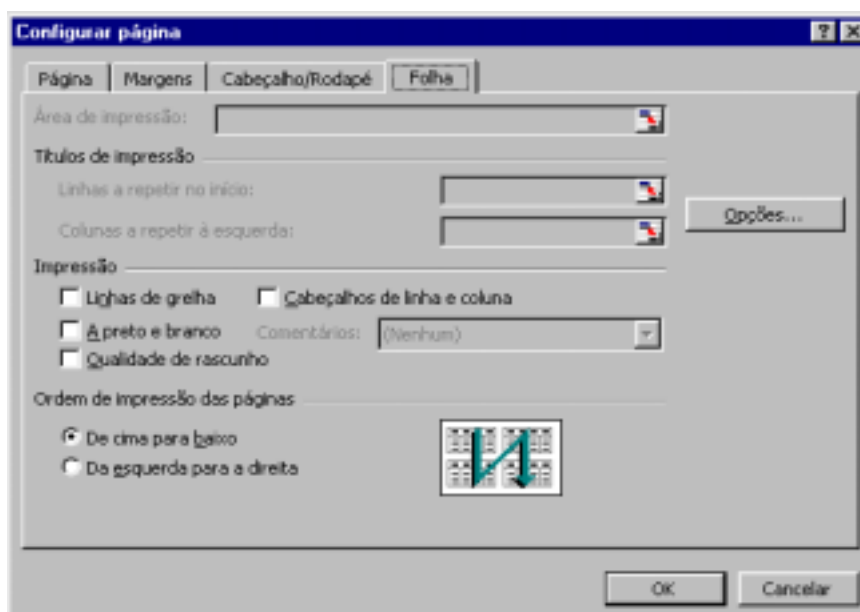 Configurar página
Página Margens Cabeçalho/Rodapé Folha
Área de impressão:
Títulos de impressão
Linhas a repetir no início:
Colunas a repetir à esquerda:
Opções...
Impressão
Linhas de grelha Cabeçalhos de linha e coluna
A preto e branco Comentários: (Nenhum)
Qualidade de rascunho
Ordem de impressão das páginas
De cima para baixo
Da esquerda para a direita
OK Cancelar